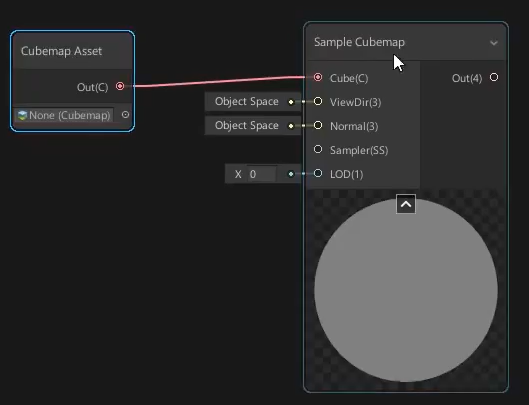 Cubemap Asset
Out(C)
None (Cubemap)
Sample Cubemap
Cube(C)
Out(4)
Object Space
ViewDir(3)
Object Space
Normal(3)
Sampler(SS)
X 0
LOD(1)